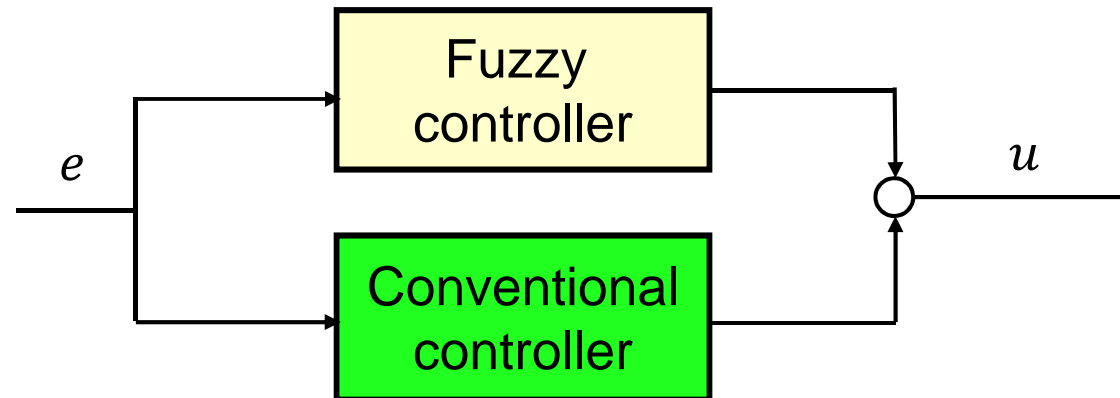 Fuzzy
controller
e
u
Conventional
controller